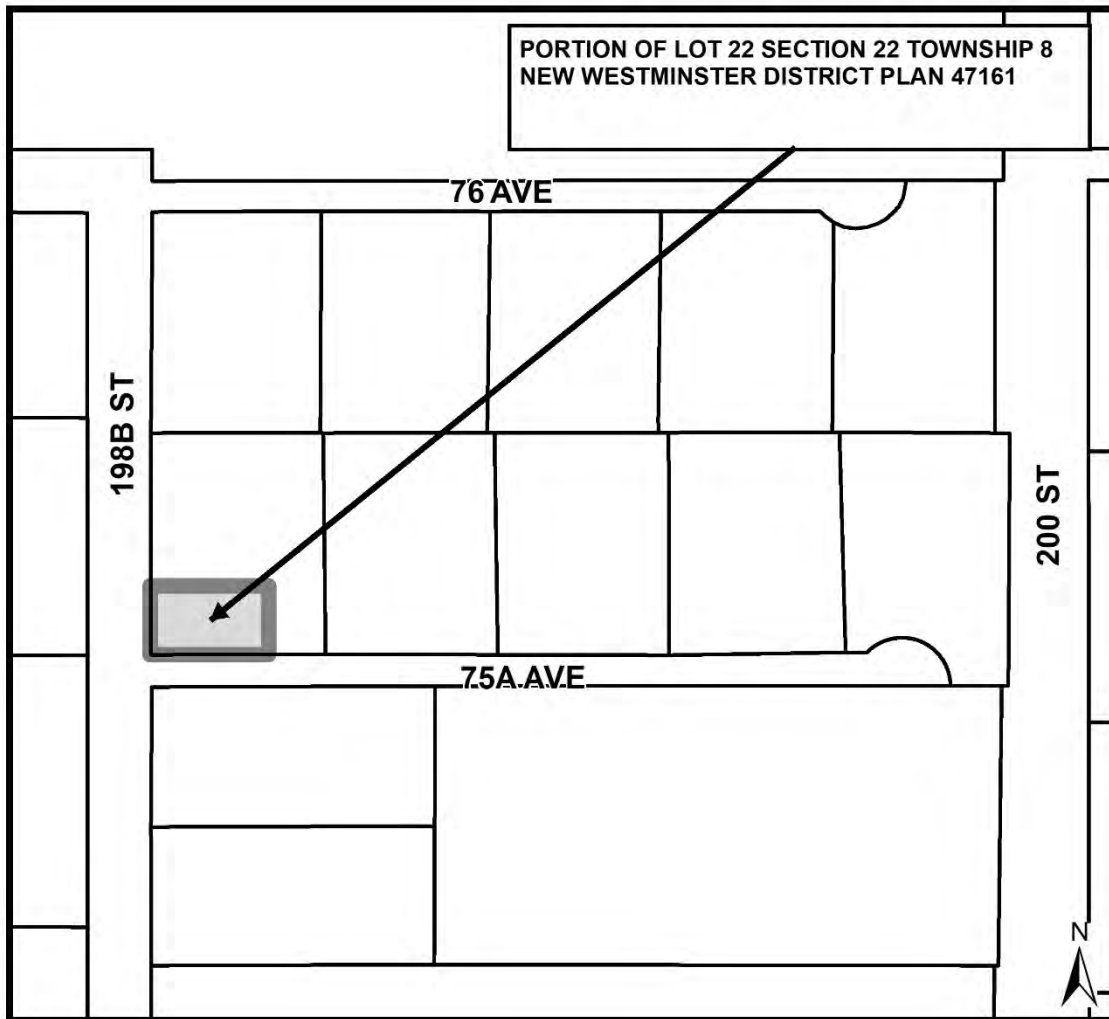 PORTION OF LOT 22 SECTION 22 TOWNSHIP 8
NEW WESTMINSTER DISTRICT PLAN 47161
76 AVE
198B ST
200 ST
75A AVE
N